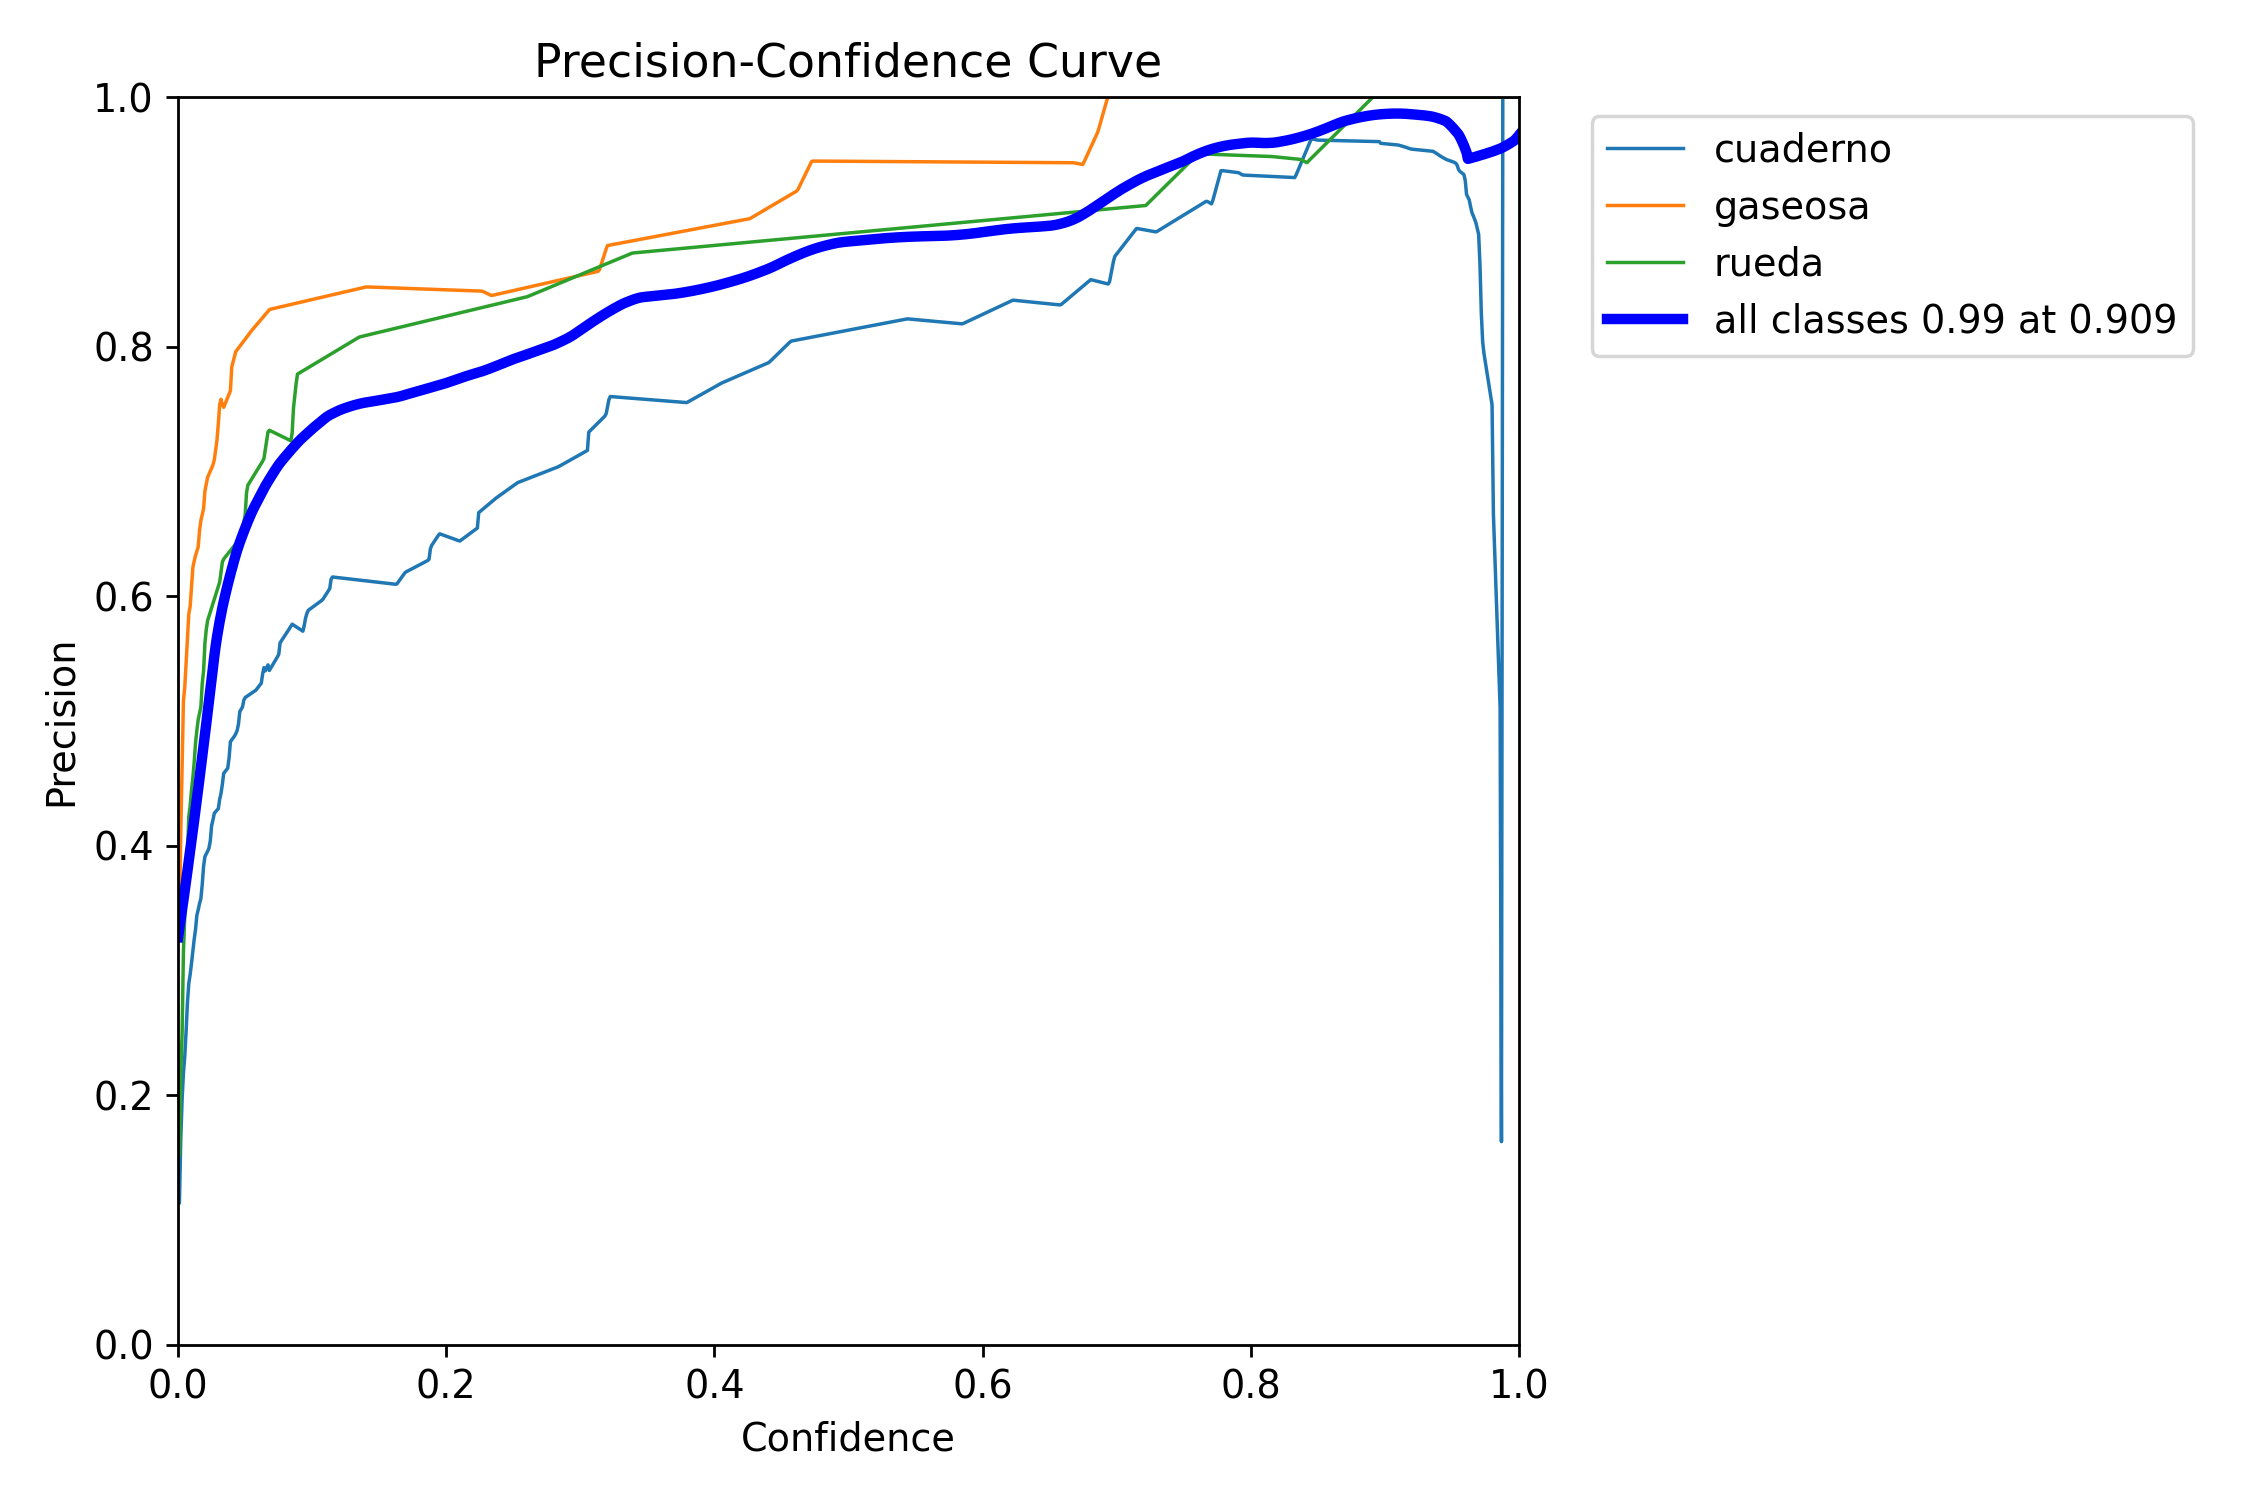 Precision-Confidence Curve
1.0
0.8
0.6
0.4
0.2
0.0
Precision
0.0 0.2 0.4 0.6 0.8 1.0
Confidence
cuaderno
gaseosa
rueda
all classes 0.99 at 0.909